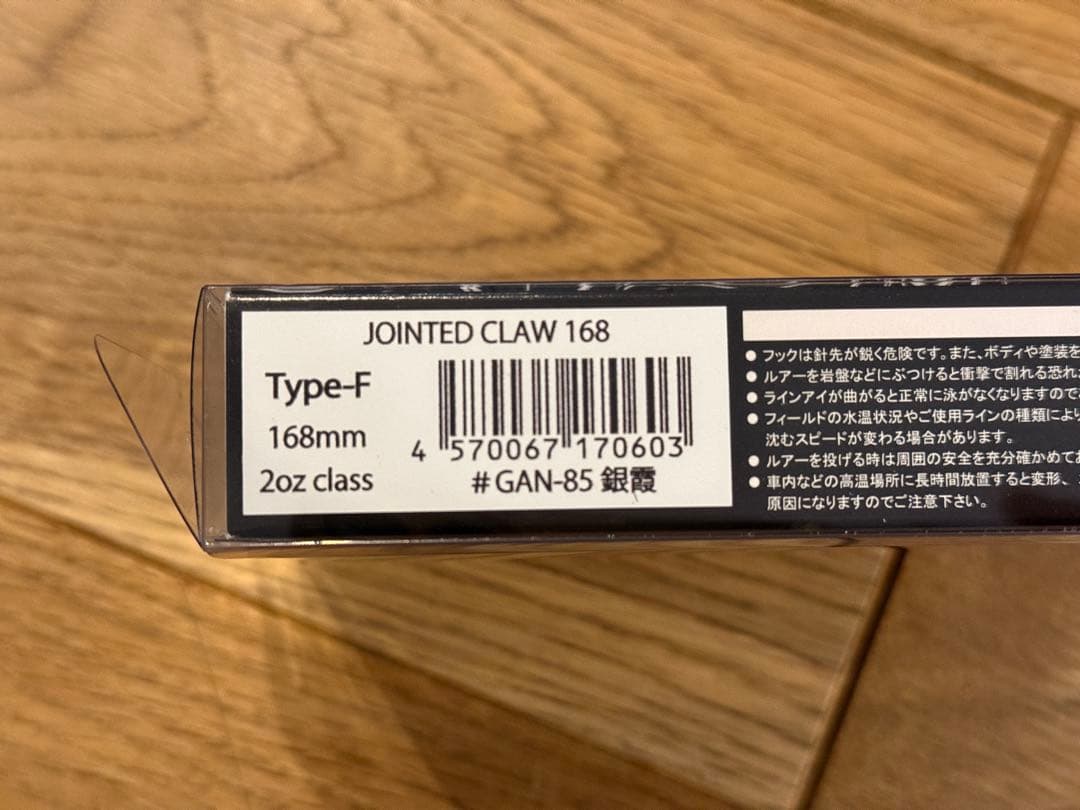 JOINTED CLAW 168
Type-F
168mm
2oz class
4 570067 170603
#GAN-85 銀霞
● フックは針先が鋭く危険です。また、ボディや塗装を
● ルアーを岩盤などにぶつけると衝撃で割れる恐れ
● ラインアイが曲がると正常に泳がなくなりますので
● フィールドの水温状況やご使用ラインの種類により
沈むスピードが変わる場合があります。
● ルアーを投げる時は周囲の安全を充分確かめて
● 車内などの高温場所に長時間放置すると変形、
原因になりますのでご注意下さい。